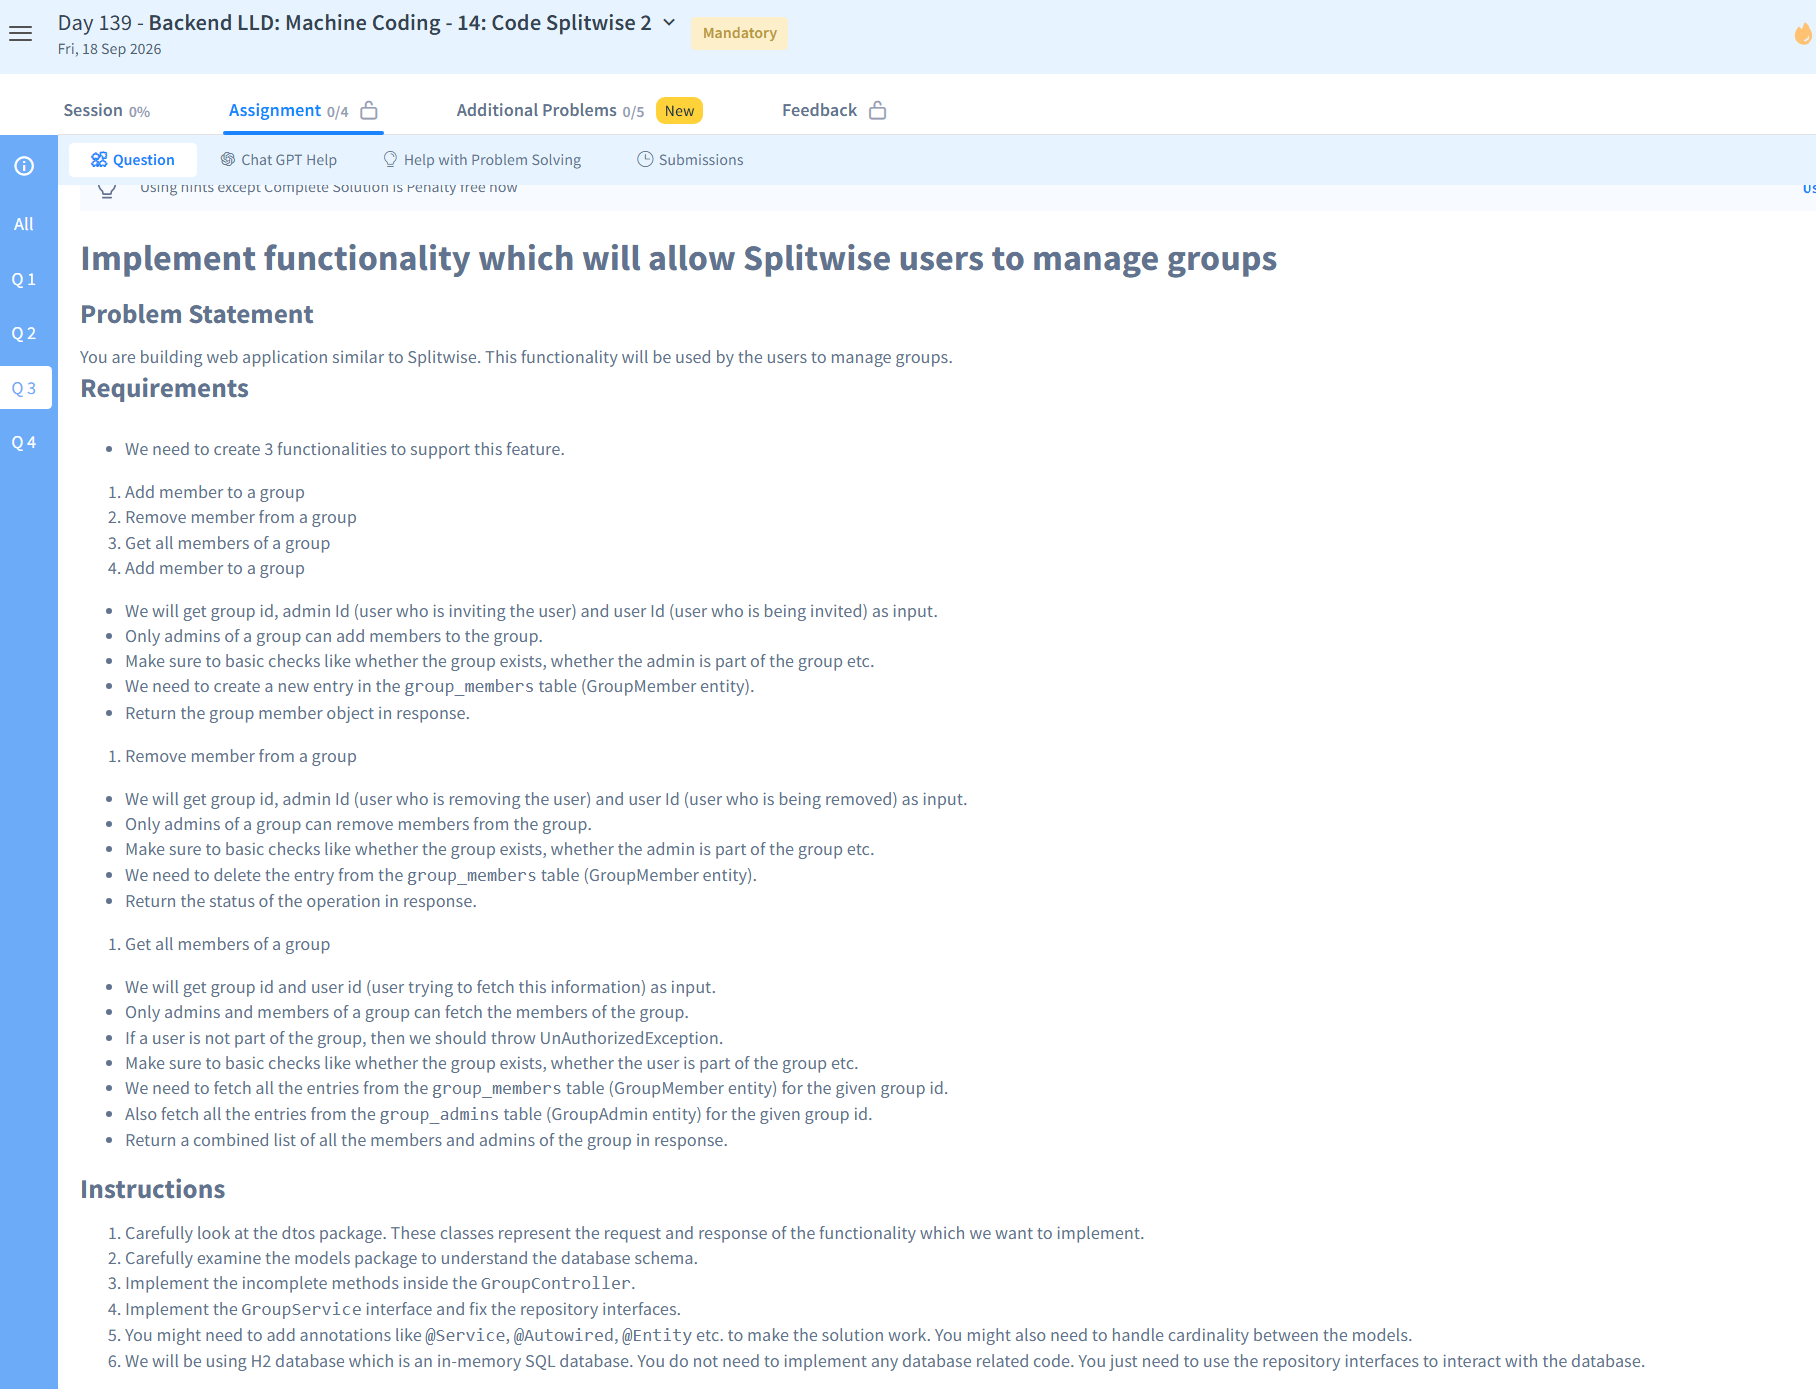 Day 139 - Backend LLD: Machine Coding - 14: Code Splitwise 2
Mandatory
Fri, 18 Sep 2026
Session 0%
Assignment 0/4
Additional Problems 0/5 New
Feedback
Question
Chat GPT Help
Help with Problem Solving
Submissions
All
Q 1
Q 2
Q 3
Q 4
Using hints except Complete Solution is Penalty free now
Implement functionality which will allow Splitwise users to manage groups
Problem Statement
You are building web application similar to Splitwise. This functionality will be used by the users to manage groups.
Requirements
• We need to create 3 functionalities to support this feature.
1. Add member to a group
2. Remove member from a group
3. Get all members of a group
4. Add member to a group
• We will get group id, admin Id (user who is inviting the user) and user Id (user who is being invited) as input.
• Only admins of a group can add members to the group.
• Make sure to basic checks like whether the group exists, whether the admin is part of the group etc.
• We need to create a new entry in the group_members table (GroupMember entity).
• Return the group member object in response.
1. Remove member from a group
• We will get group id, admin Id (user who is removing the user) and user Id (user who is being removed) as input.
• Only admins of a group can remove members from the group.
• Make sure to basic checks like whether the group exists, whether the admin is part of the group etc.
• We need to delete the entry from the group_members table (GroupMember entity).
• Return the status of the operation in response.
1. Get all members of a group
• We will get group id and user id (user trying to fetch this information) as input.
• Only admins and members of a group can fetch the members of the group.
• If a user is not part of the group, then we should throw UnAuthorizedException.
• Make sure to basic checks like whether the group exists, whether the user is part of the group etc.
• We need to fetch all the entries from the group_members table (GroupMember entity) for the given group id.
• Also fetch all the entries from the group_admins table (GroupAdmin entity) for the given group id.
• Return a combined list of all the members and admins of the group in response.
Instructions
1. Carefully look at the dtos package. These classes represent the request and response of the functionality which we want to implement.
2. Carefully examine the models package to understand the database schema.
3. Implement the incomplete methods inside the GroupController.
4. Implement the GroupService interface and fix the repository interfaces.
5. You might need to add annotations like @Service, @Autowired, @Entity etc. to make the solution work. You might also need to handle cardinality between the models.
6. We will be using H2 database which is an in-memory SQL database. You do not need to implement any database related code. You just need to use the repository interfaces to interact with the database.